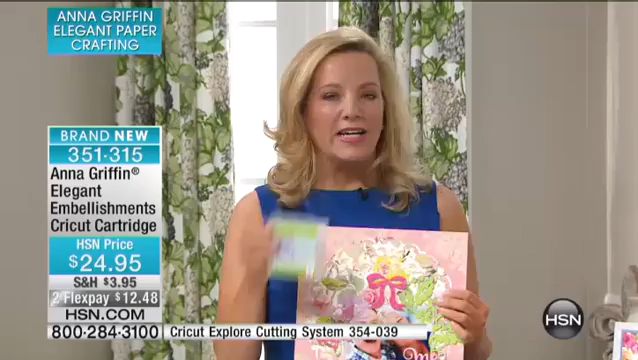 ANNA GRIFFIN
ELEGANT PAPER
CRAFTING
BRAND NEW
351-315
Anna Griffin®
Elegant
Embellishments
Cricut Cartridge
HSN Price
$24.95
S&H $3.95
2 Flexpay $12.48
HSN.COM
800-284-3100
Cricut Explore Cutting System 354-039
HSN
me